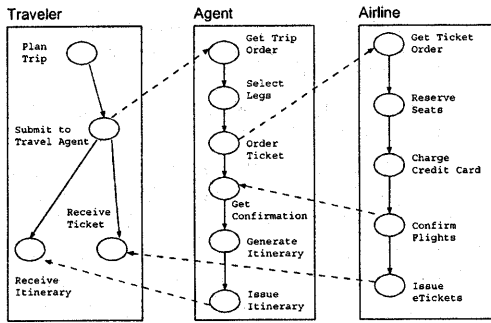 Traveler
Plan
Trip
Submit to
Travel Agent
Receive
Ticket
Receive
Itinerary
Agent
Get Trip
Order
Select
Legs
Order
Ticket
Get
Confirmation
Generate
Itinerary
Issue
Itinerary
Airline
Get Ticket
Order
Reserve
Seats
Charge
Credit Card
Confirm
Flights
Issue
eTickets